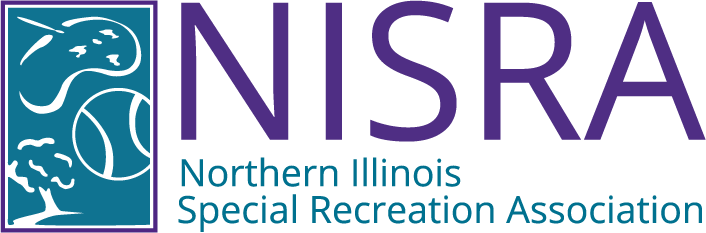 NISRA
Northern Illinois
Special Recreation Association